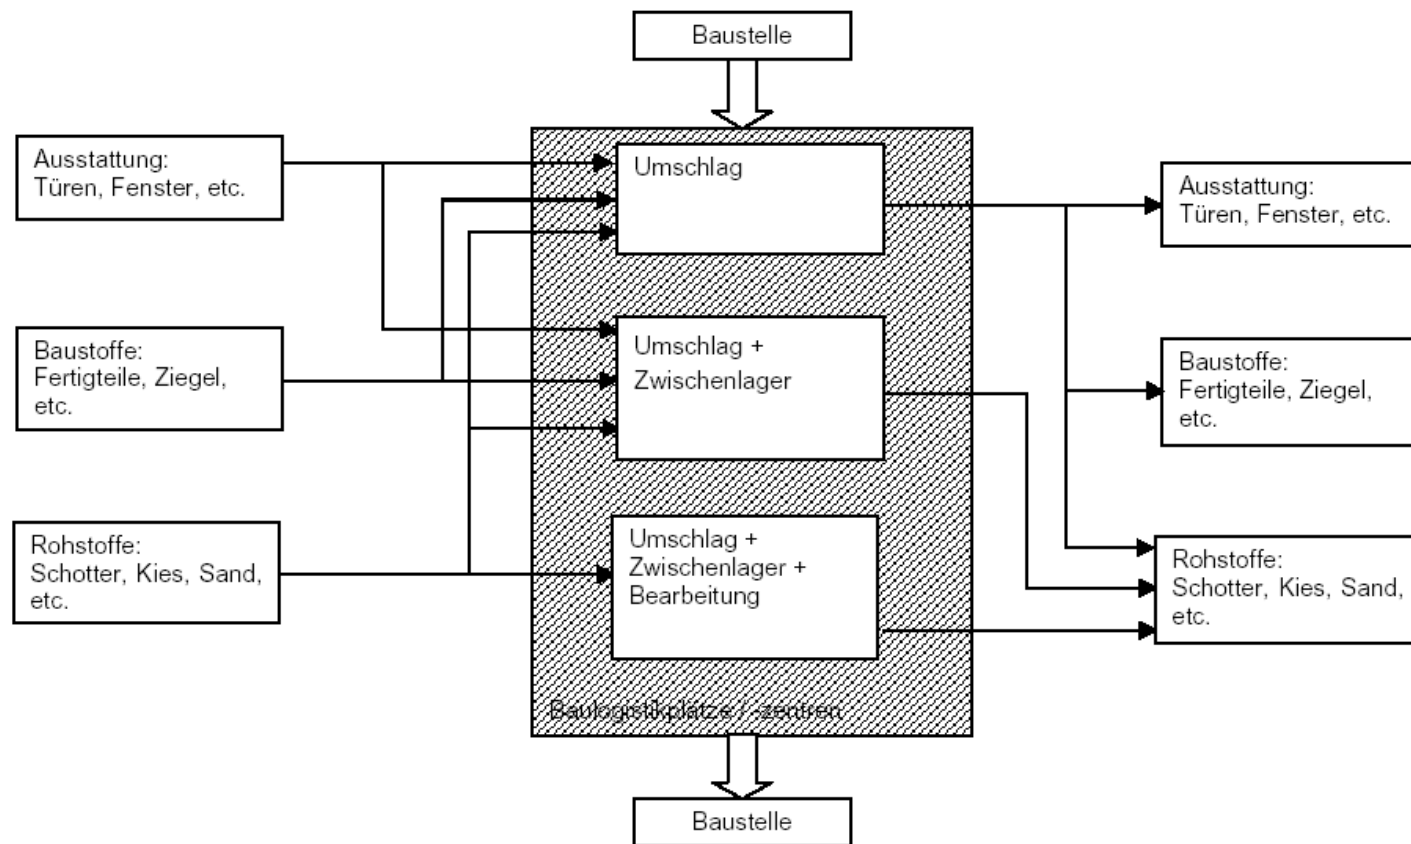 Baustelle
Ausstattung:
Türen, Fenster, etc.
Umschlag
Ausstattung:
Türen, Fenster, etc.
Baustoffe:
Fertigteile, Ziegel,
etc.
Umschlag +
Zwischenlager
Baustoffe:
Fertigteile, Ziegel,
etc.
Rohstoffe:
Schotter, Kies, Sand,
etc.
Umschlag +
Zwischenlager +
Bearbeitung
Rohstoffe:
Schotter, Kies, Sand,
etc.
Baulogistikplätze / -zentren
Baustelle